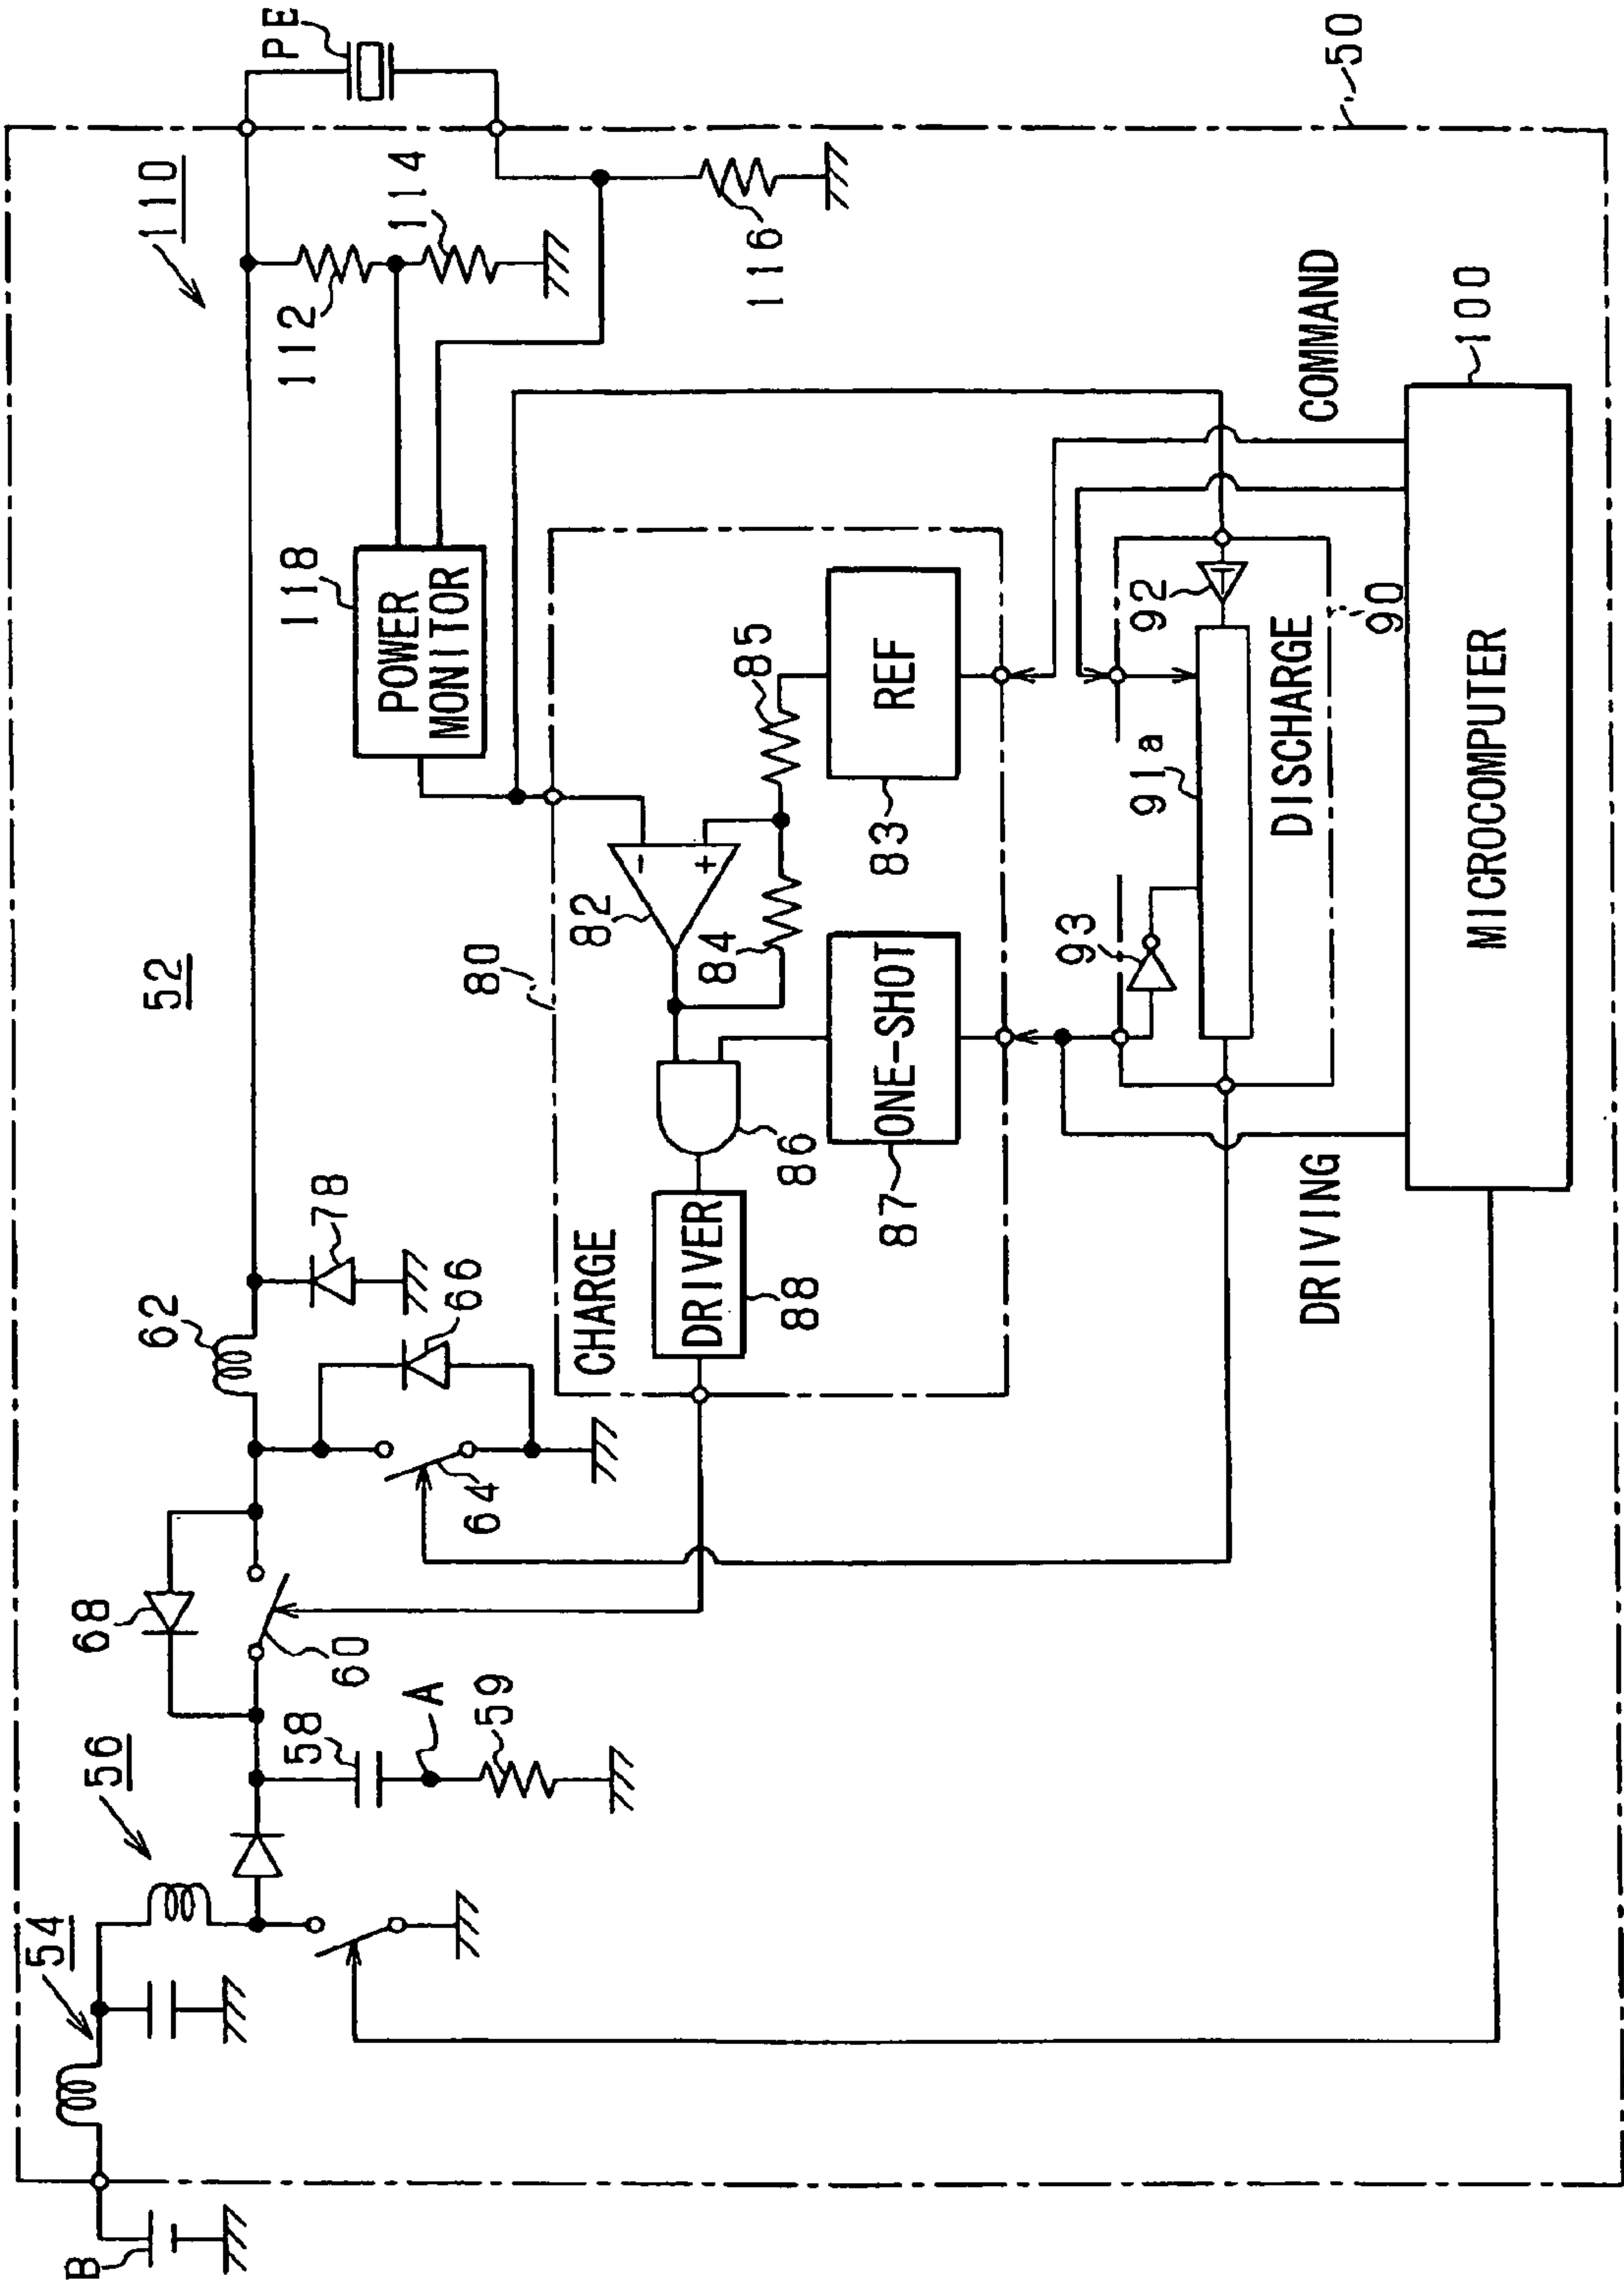 B
54
56
52
110
PE
62
68
78
118
112
114
POWER
MONITOR
66
58
60
64
A
59
80
82
85
116
CHARGE
84
DRIVER
88
86
ONE-SHOT
87
REF
83
93
91a
92
DISCHARGE
90
DRIVING
COMMAND
50
MICROCOMPUTER
100